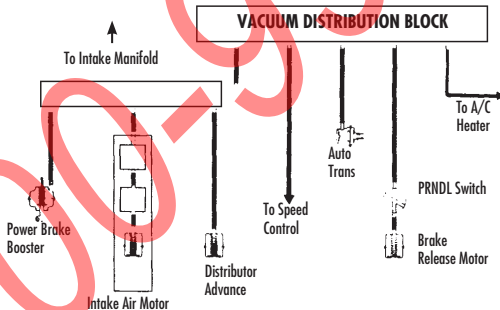 VACUUM DISTRIBUTION BLOCK
To Intake Manifold
To A/C
Heater
Auto
Trans
PRNDL Switch
To Speed
Control
Power Brake
Booster
Brake
Release Motor
Distributor
Advance
Intake Air Motor